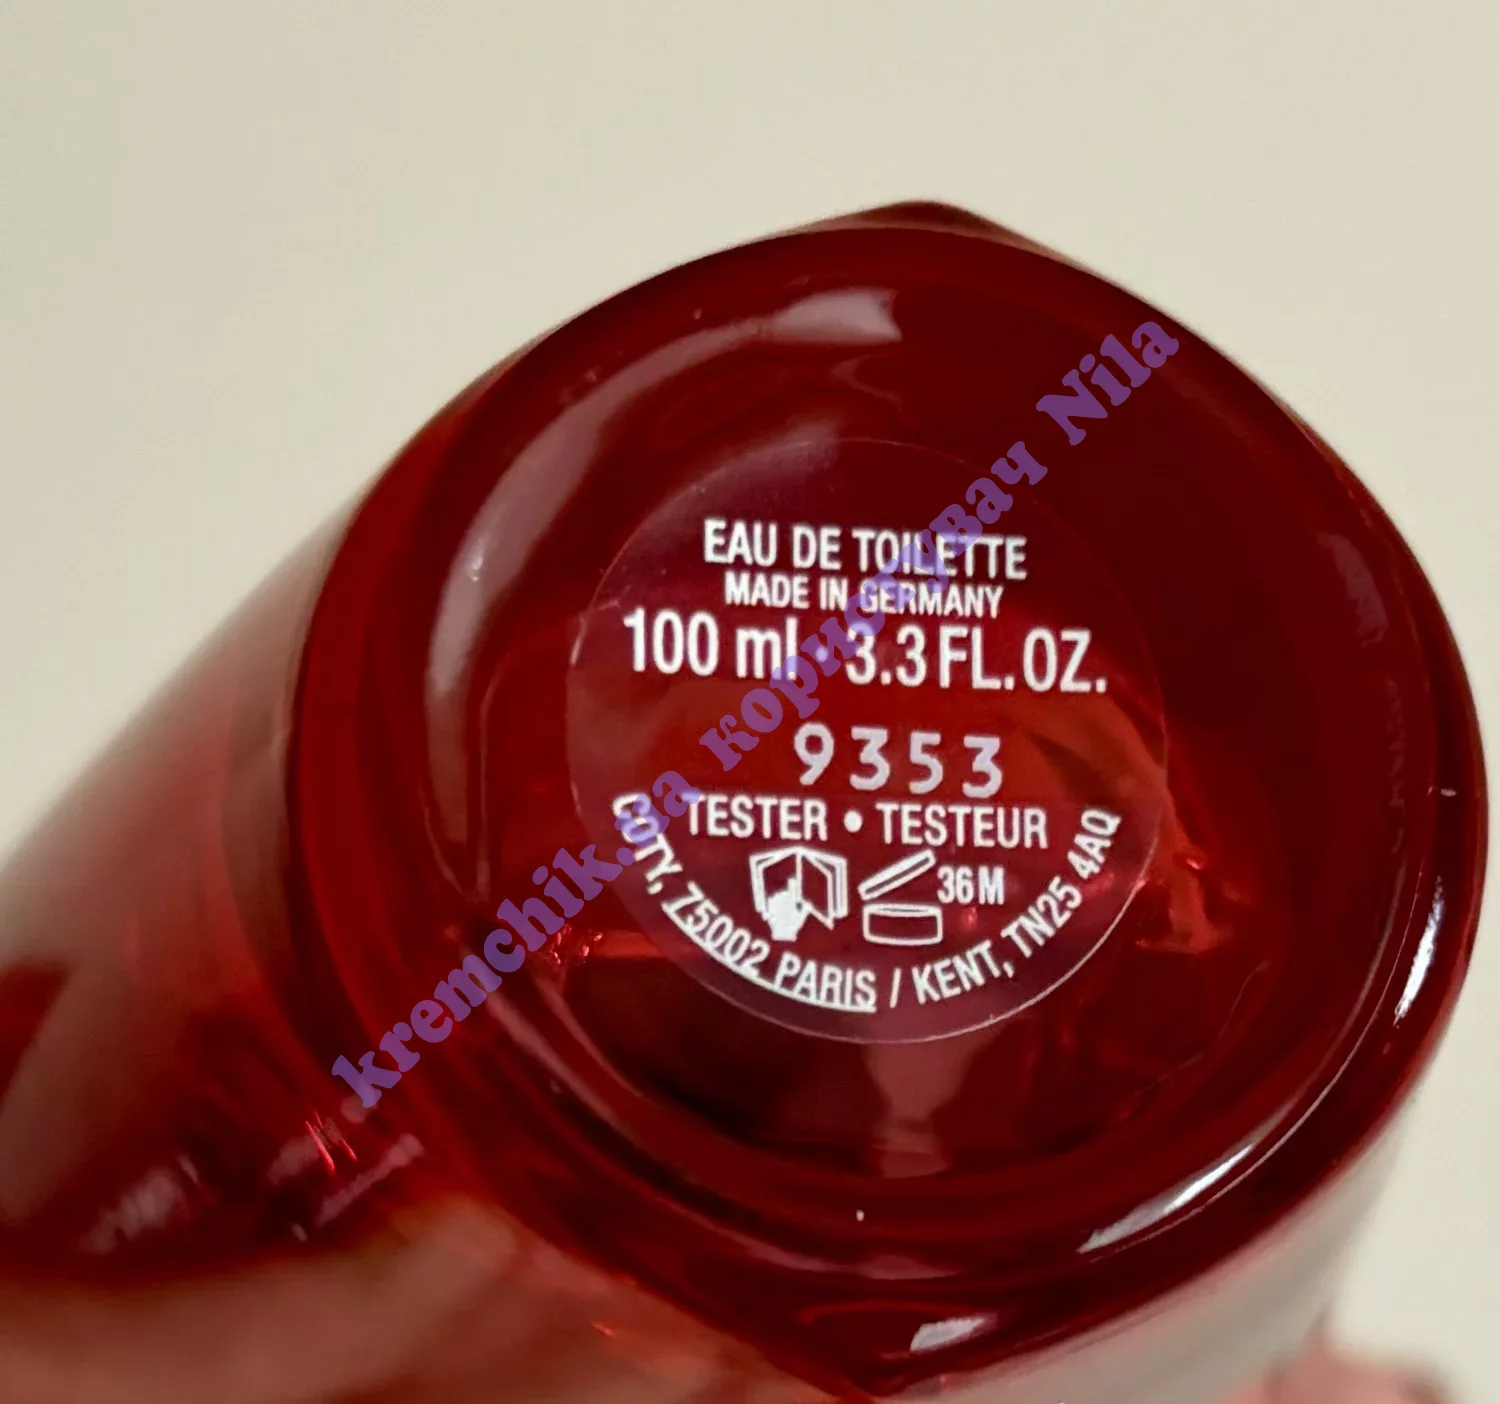 EAU DE TOILETTE
MADE IN GERMANY
100 ml · 3.3 FL. OZ.
9353
TESTER • TESTEUR
36 M
COTY, 75002 PARIS / KENT, TN25 4AQ
kremchik.ua користувач Nila